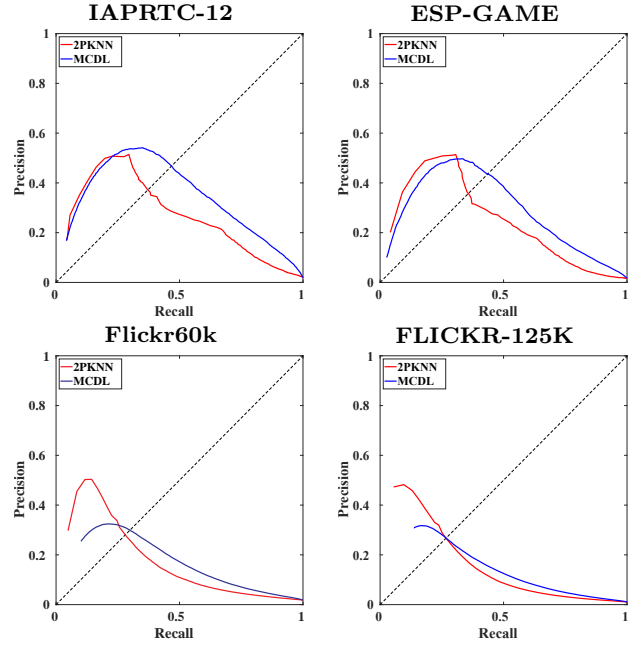 IAPRTC-12
1
0.8
0.6
0.4
0.2
0
0
0.5
1
Precision
Recall
2PKNN
MCDL
ESP-GAME
1
0.8
0.6
0.4
0.2
0
0
0.5
1
Precision
Recall
2PKNN
MCDL
Flickr60k
1
0.8
0.6
0.4
0.2
0
0
0.5
1
Precision
Recall
2PKNN
MCDL
FLICKR-125K
1
0.8
0.6
0.4
0.2
0
0
0.5
1
Precision
Recall
2PKNN
MCDL